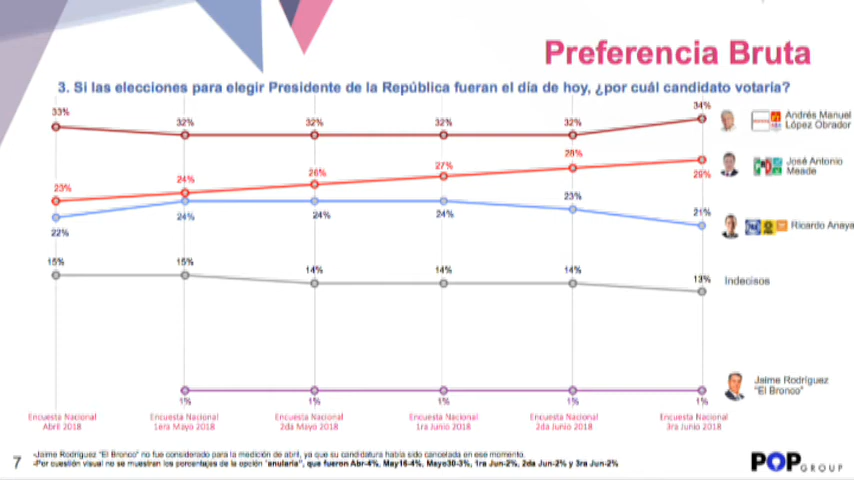 Preferencia Bruta
3. Si las elecciones para elegir Presidente de la República fueran el día de hoy, ¿por cuál candidato votaría?
33%
32%
32%
32%
32%
34%
Andrés Manuel
López Obrador
23%
24%
26%
27%
28%
29%
José Antonio
Meade
22%
24%
24%
24%
23%
21%
Ricardo Anaya
15%
15%
14%
14%
14%
13%
Indecisos
1%
1%
1%
1%
1%
Jaime Rodríguez
"El Bronco"
Encuesta Nacional
Abril 2018
Encuesta Nacional
1era Mayo 2018
Encuesta Nacional
2da Mayo 2018
Encuesta Nacional
1ra Junio 2018
Encuesta Nacional
2da Junio 2018
Encuesta Nacional
3ra Junio 2018
-Jaime Rodríguez "El Bronco" no fue considerado para la medición de abril, ya que su candidatura había sido cancelada en ese momento.
-Por cuestión visual no se muestran los porcentajes de la opción "anularía", que fueron Abr-4%, May16-4%, Mayo30-3%, 1ra Jun-2%, 2da Jun-2% y 3ra Jun-2%
7
POP GROUP